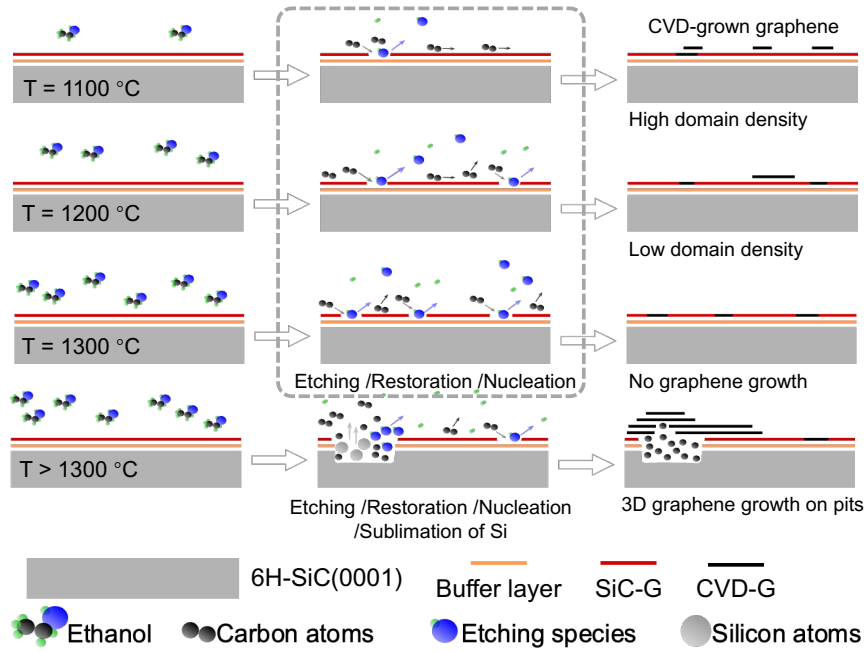 CVD-grown graphene
T = 1100 °C
High domain density
T = 1200 °C
Low domain density
T = 1300 °C
Etching /Restoration /Nucleation
No graphene growth
T > 1300 °C
Etching /Restoration /Nucleation
/Sublimation of Si
3D graphene growth on pits
6H-SiC(0001)
Buffer layer
SiC-G
CVD-G
Ethanol
Carbon atoms
Etching species
Silicon atoms